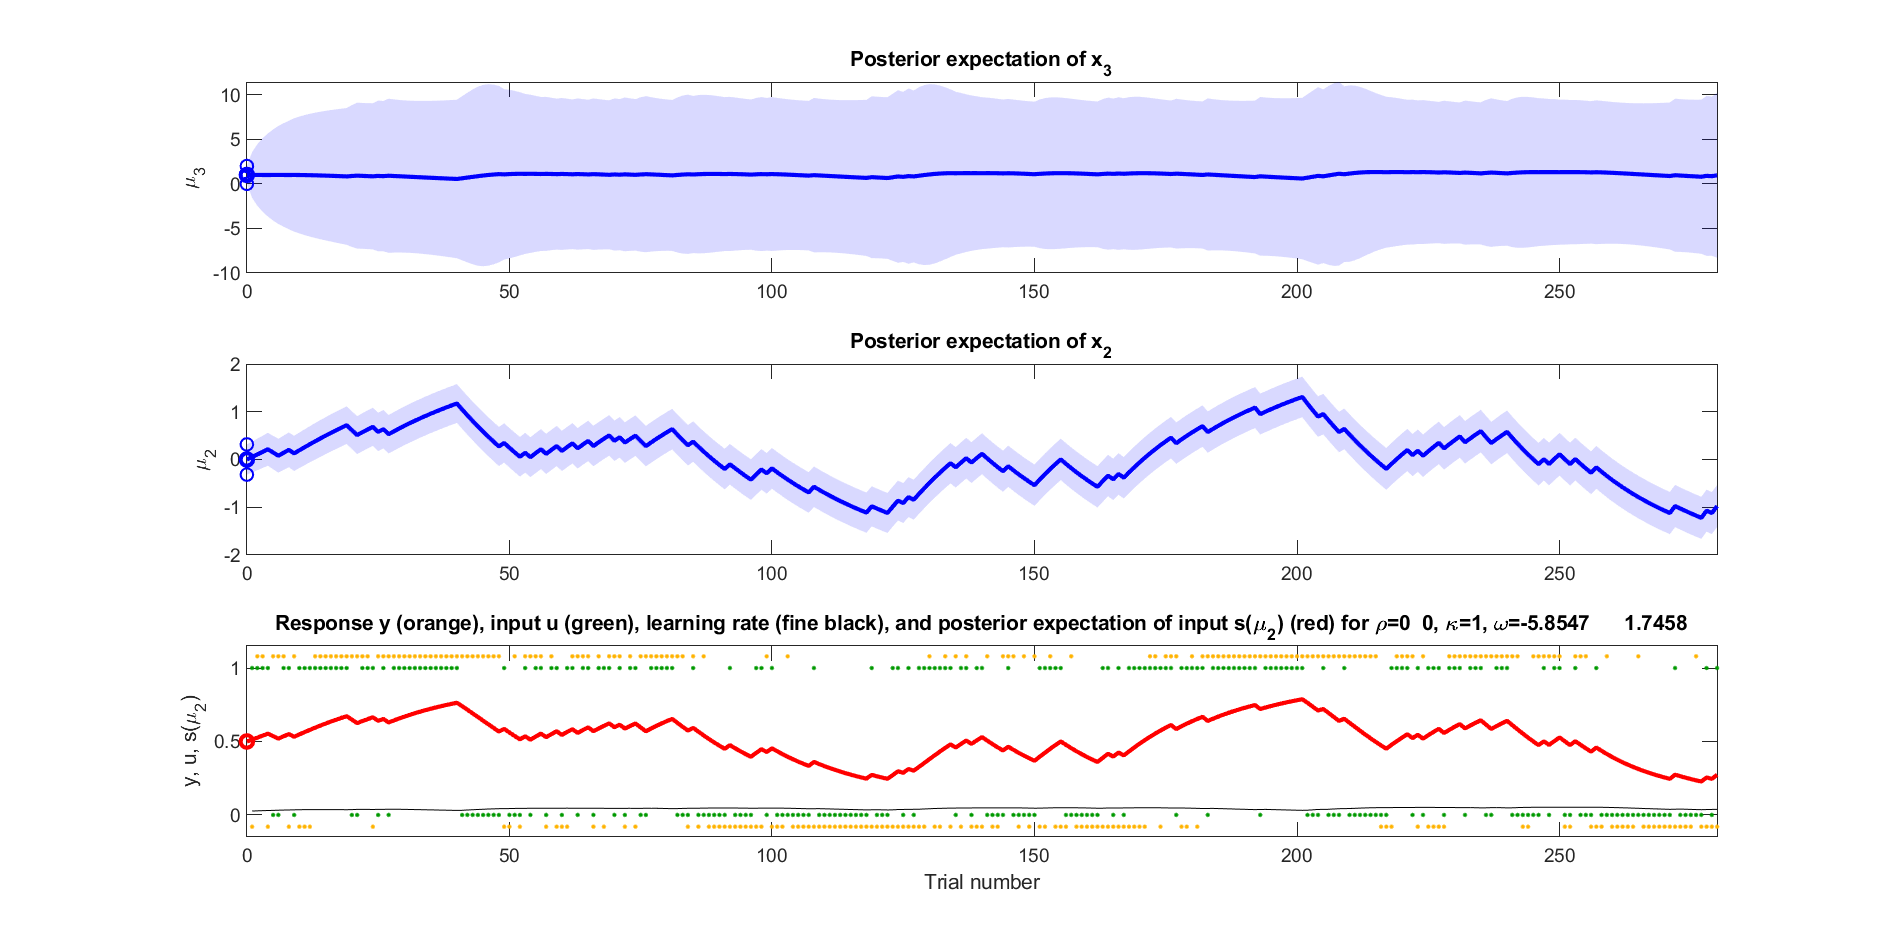 Posterior expectation of x3
μ3
10
5
0
-5
-10
0 50 100 150 200 250
Posterior expectation of x2
μ2
2
1
0
-1
-2
0 50 100 150 200 250
Response y (orange), input u (green), learning rate (fine black), and posterior expectation of input s(μ2) (red) for ρ=0 0, κ=1, ω=-5.8547 1.7458
y, u, s(μ2)
1
0.5
0
0 50 100 150 200 250
Trial number